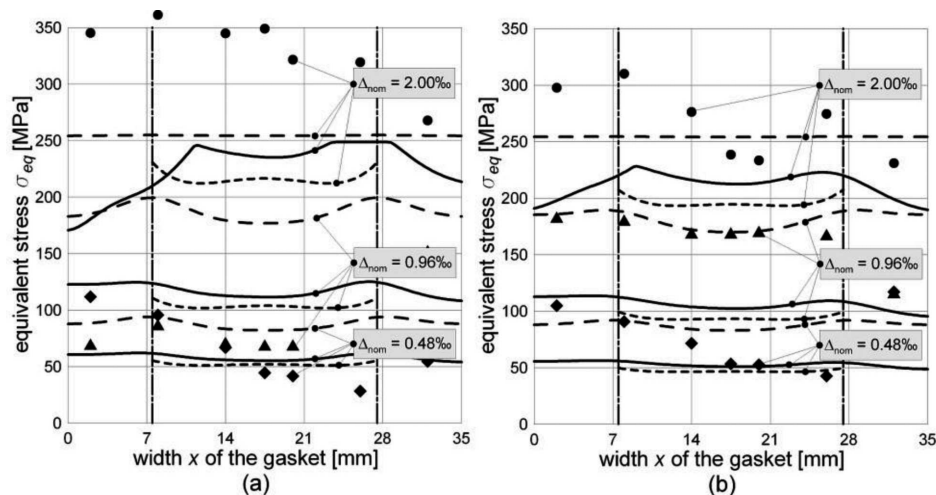 equivalent stress σeq [MPa]
350
300
250
200
150
100
50
0
Δnom = 2.00‰
Δnom = 0.96‰
Δnom = 0.48‰
0 7 14 21 28 35
width x of the gasket [mm]
(a)
equivalent stress σeq [MPa]
350
300
250
200
150
100
50
0
Δnom = 2.00‰
Δnom = 0.96‰
Δnom = 0.48‰
0 7 14 21 28 35
width x of the gasket [mm]
(b)